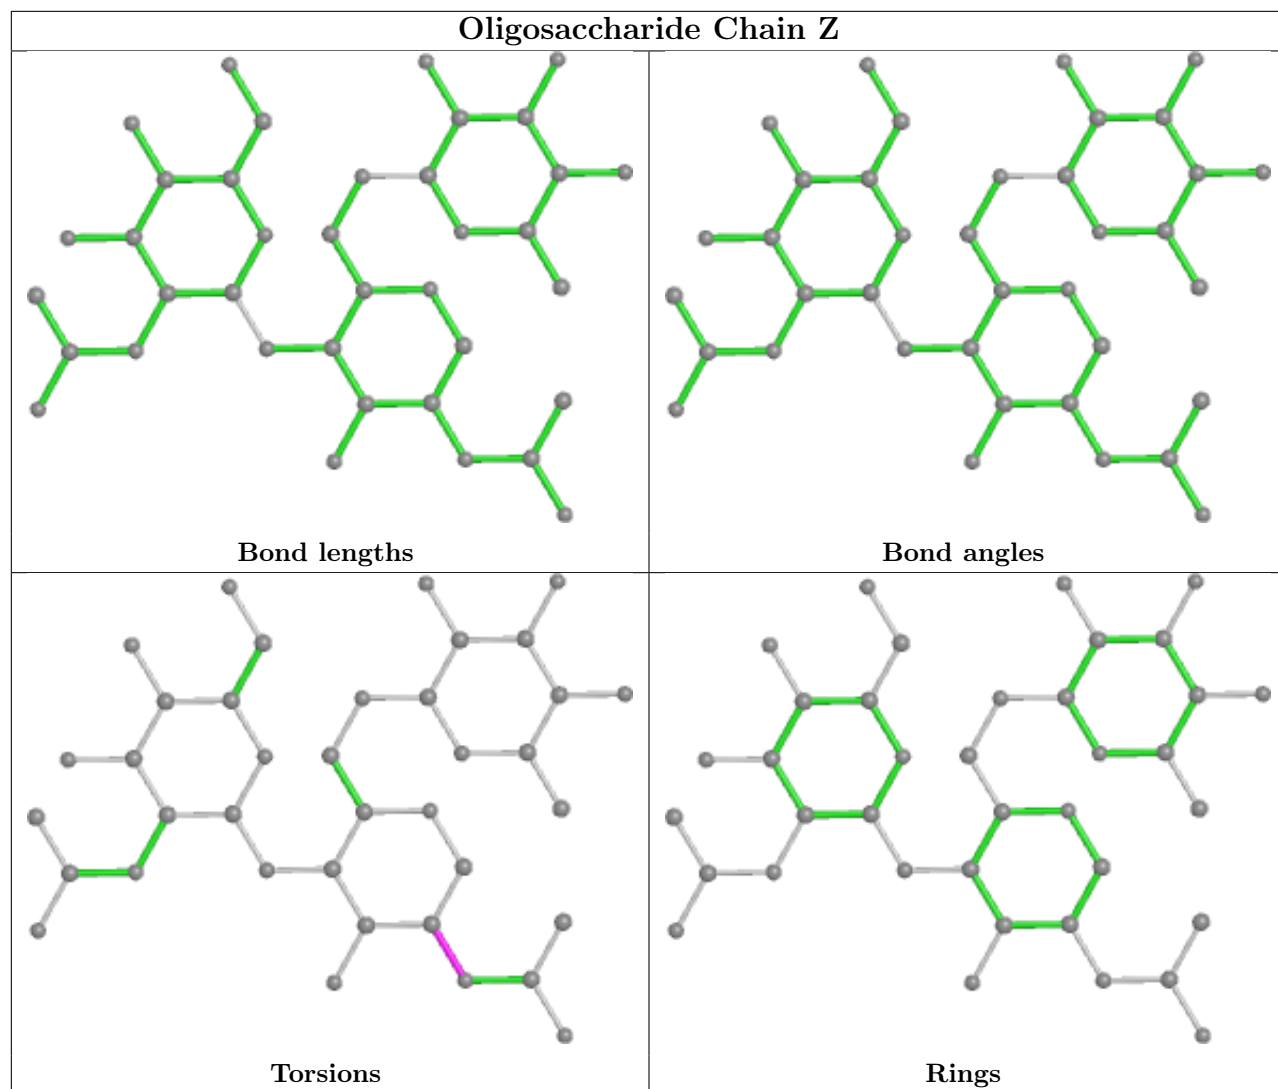 Oligosaccharide Chain Z
Bond lengths
Bond angles
Torsions
Rings